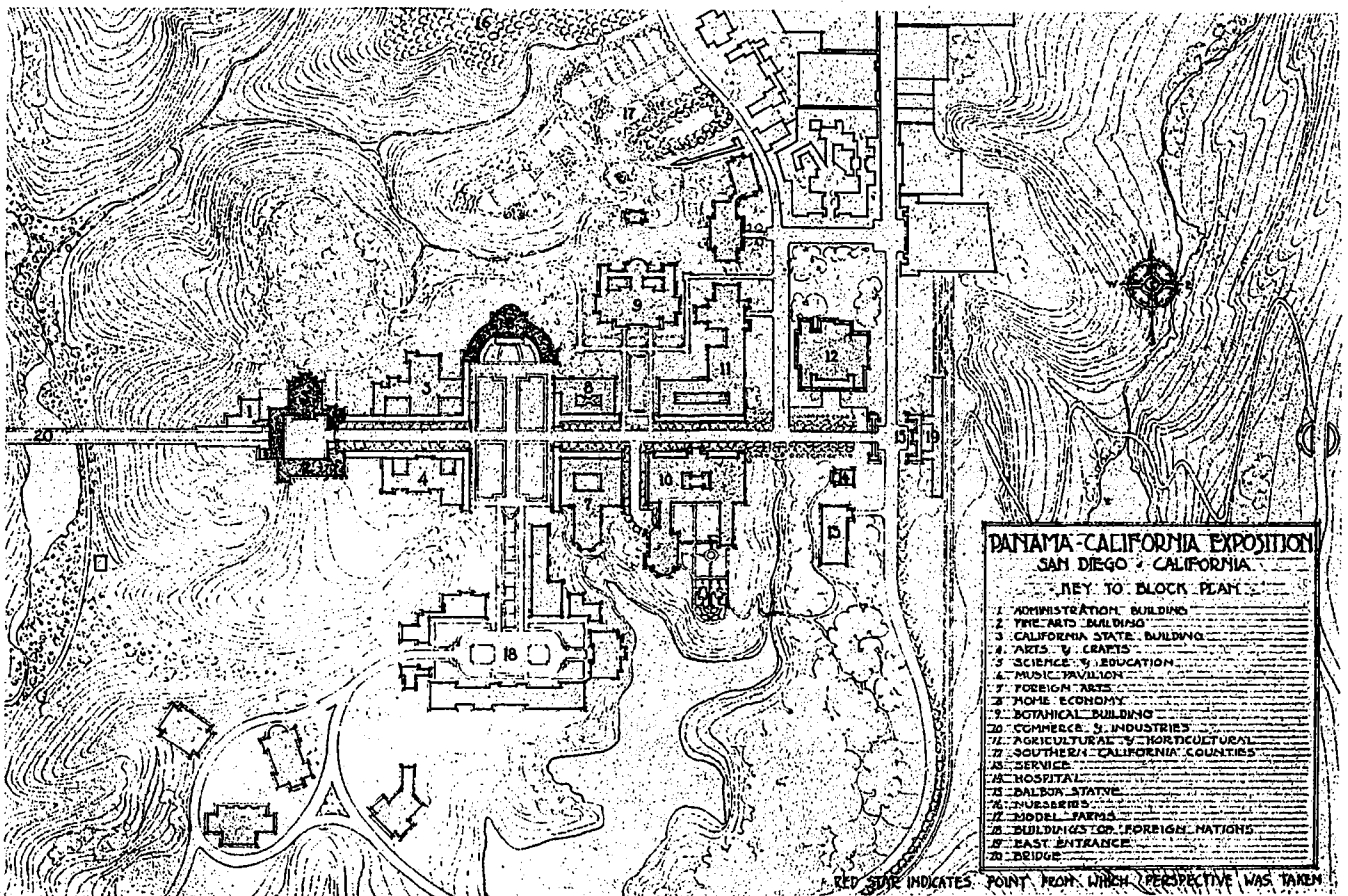 16
17
9
12
8
11
5
1
20
15
19
4
10
7
14
13
18
W
E
PANAMA-CALIFORNIA EXPOSITION
SAN DIEGO - CALIFORNIA
KEY TO BLOCK PLAN
1 ADMINISTRATION BUILDING
2 FINE ARTS BUILDING
3 CALIFORNIA STATE BUILDING
4 ARTS & CRAFTS
5 SCIENCE & EDUCATION
6 MUSIC PAVILION
7 FOREIGN ARTS
8 HOME ECONOMY
9 BOTANICAL BUILDING
10 COMMERCE & INDUSTRIES
11 AGRICULTURAL & HORTICULTURAL
12 SOUTHERN CALIFORNIA COUNTIES
13 SERVICE
14 HOSPITAL
15 BALBOA STATUE
16 NURSERIES
17 MODEL FARMS
18 BUILDINGS OF FOREIGN NATIONS
19 EAST ENTRANCE
20 BRIDGE
RED STAR INDICATES POINT FROM WHICH PERSPECTIVE WAS TAKEN